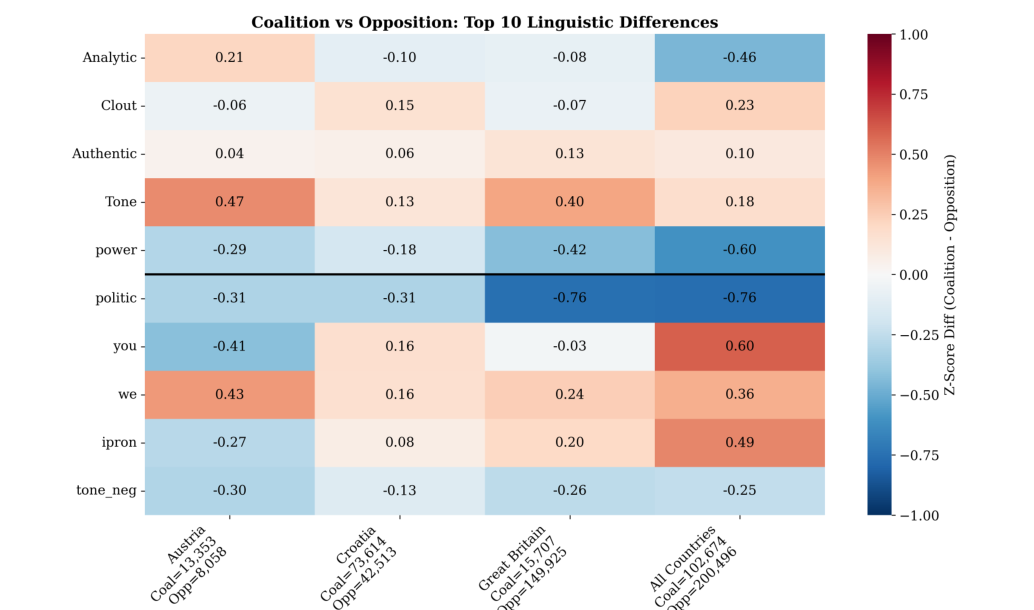 Coalition vs Opposition: Top 10 Linguistic Differences
Analytic 0.21 -0.10 -0.08 -0.46
Clout -0.06 0.15 -0.07 0.23
Authentic 0.04 0.06 0.13 0.10
Tone 0.47 0.13 0.40 0.18
power -0.29 -0.18 -0.42 -0.60
politic -0.31 -0.31 -0.76 -0.76
you -0.41 0.16 -0.03 0.60
we 0.43 0.16 0.24 0.36
ipron -0.27 0.08 0.20 0.49
tone_neg -0.30 -0.13 -0.26 -0.25
Austria
Coal=13,353
Opp=8,058
Croatia
Coal=73,614
Opp=42,513
Great Britain
Coal=15,707
Opp=149,925
All Countries
Coal=102,674
Opp=200,496
1.00
0.75
0.50
0.25
0.00
−0.25
−0.50
−0.75
−1.00
Z-Score Diff (Coalition - Opposition)